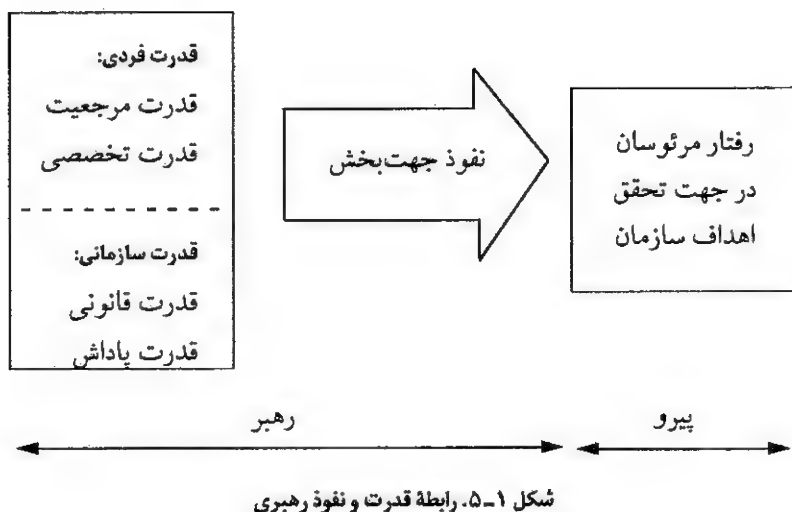 قدرت فردی:
قدرت مرجعیت
قدرت تخصصی
قدرت سازمانی:
قدرت قانونی
قدرت پاداش
نفوذ جهت‌بخش
رفتار مرئوسان
در جهت تحقق
اهداف سازمان
رهبر
پیرو
شکل ۱ـ۵. رابطهٔ قدرت و نفوذ رهبری